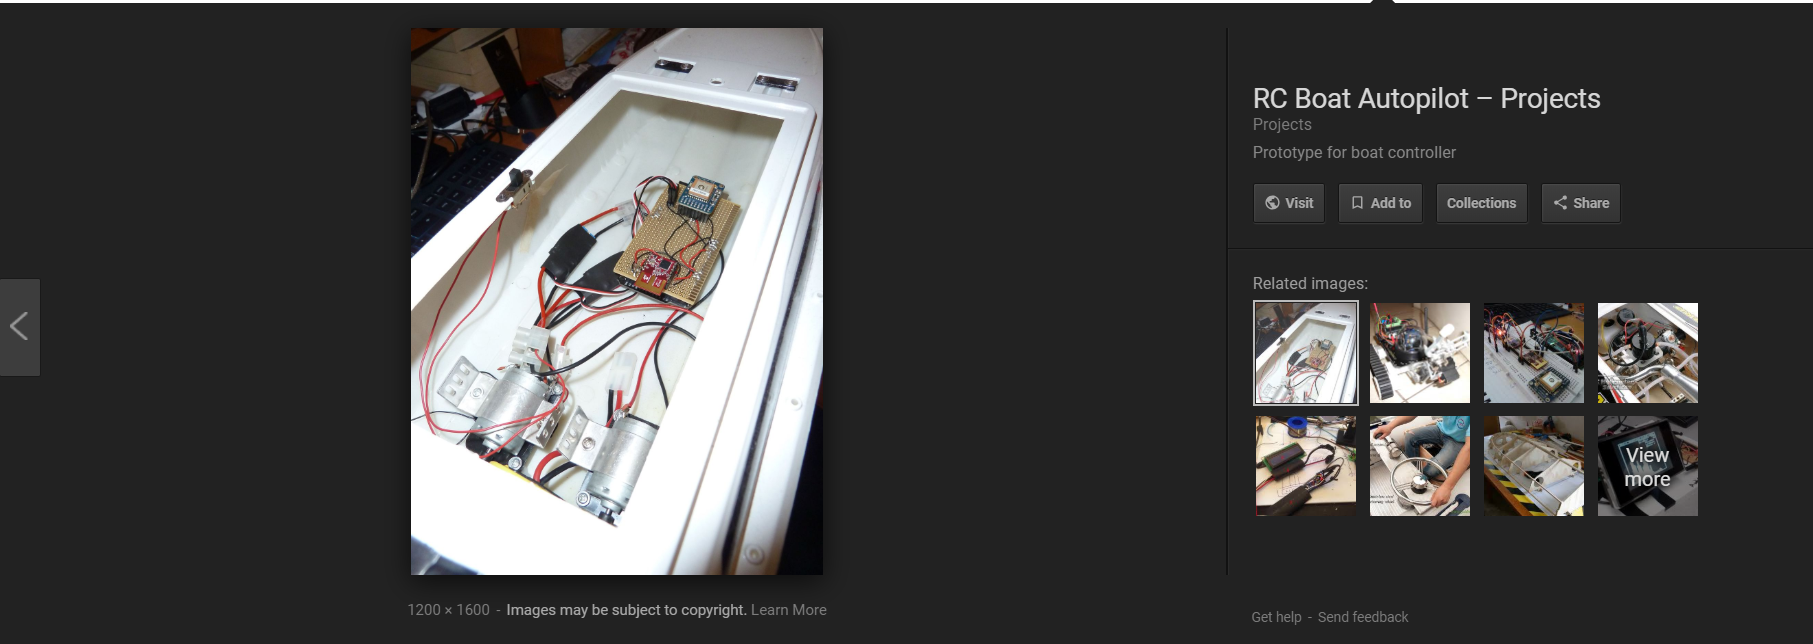 RC Boat Autopilot – Projects
Projects
Prototype for boat controller
Visit
Add to
Collections
Share
Related images:
View
more
1200 × 1600 - Images may be subject to copyright. Learn More
Get help - Send feedback